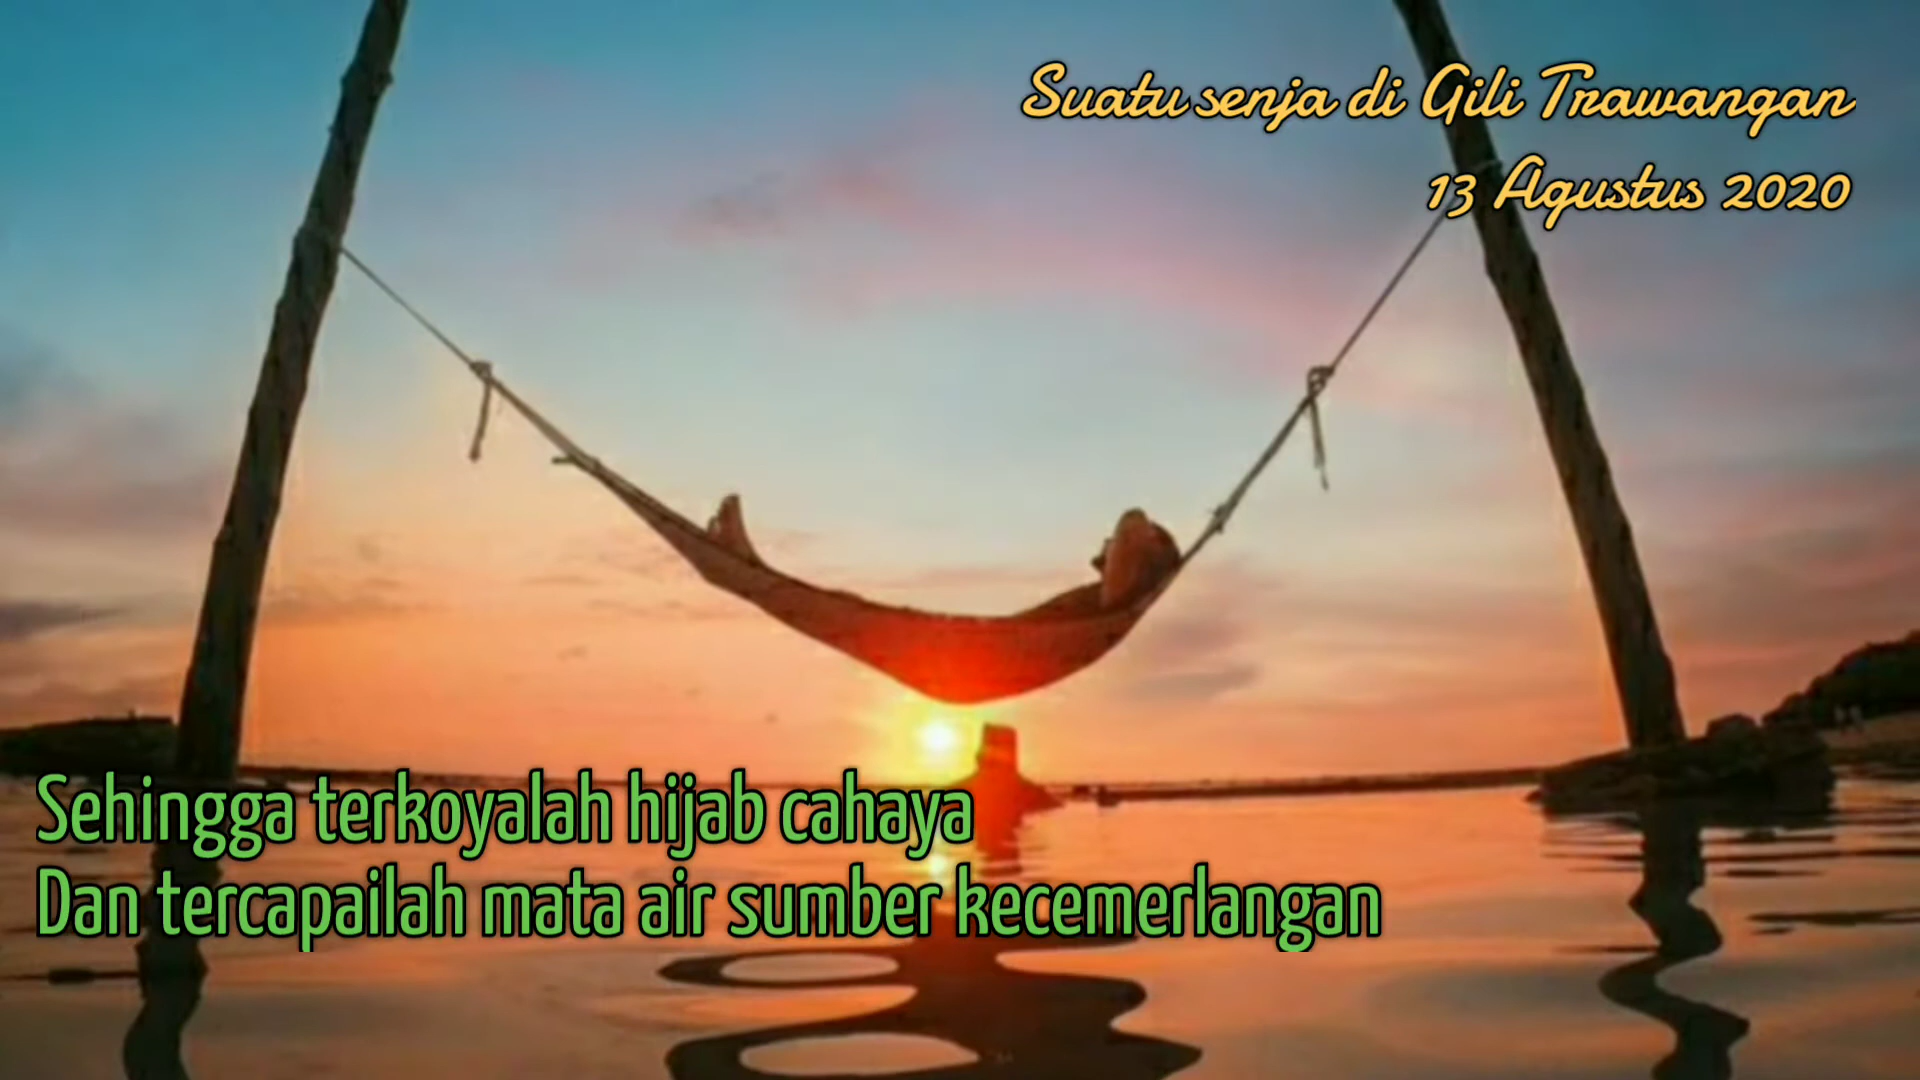 Suatu senja di Gili Trawangan
13 Agustus 2020
Sehingga terkoyalah hijab cahaya
Dan tercapailah mata air sumber kecemerlangan